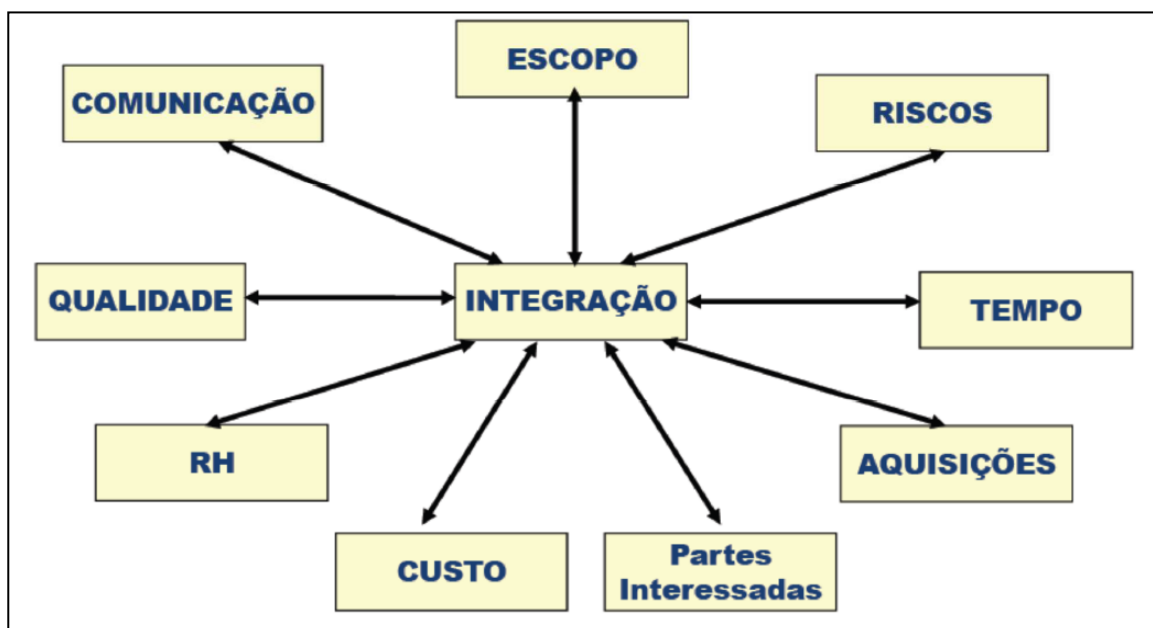 ESCOPO
COMUNICAÇÃO
RISCOS
QUALIDADE
INTEGRAÇÃO
TEMPO
RH
AQUISIÇÕES
CUSTO
Partes
Interessadas